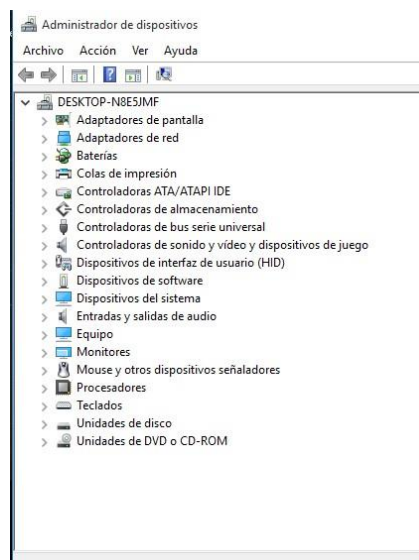 Administrador de dispositivos
Archivo Acción Ver Ayuda
DESKTOP-N8E5JMF
Adaptadores de pantalla
Adaptadores de red
Baterías
Colas de impresión
Controladoras ATA/ATAPI IDE
Controladoras de almacenamiento
Controladoras de bus serie universal
Controladoras de sonido y vídeo y dispositivos de juego
Dispositivos de interfaz de usuario (HID)
Dispositivos de software
Dispositivos del sistema
Entradas y salidas de audio
Equipo
Monitores
Mouse y otros dispositivos señaladores
Procesadores
Teclados
Unidades de disco
Unidades de DVD o CD-ROM